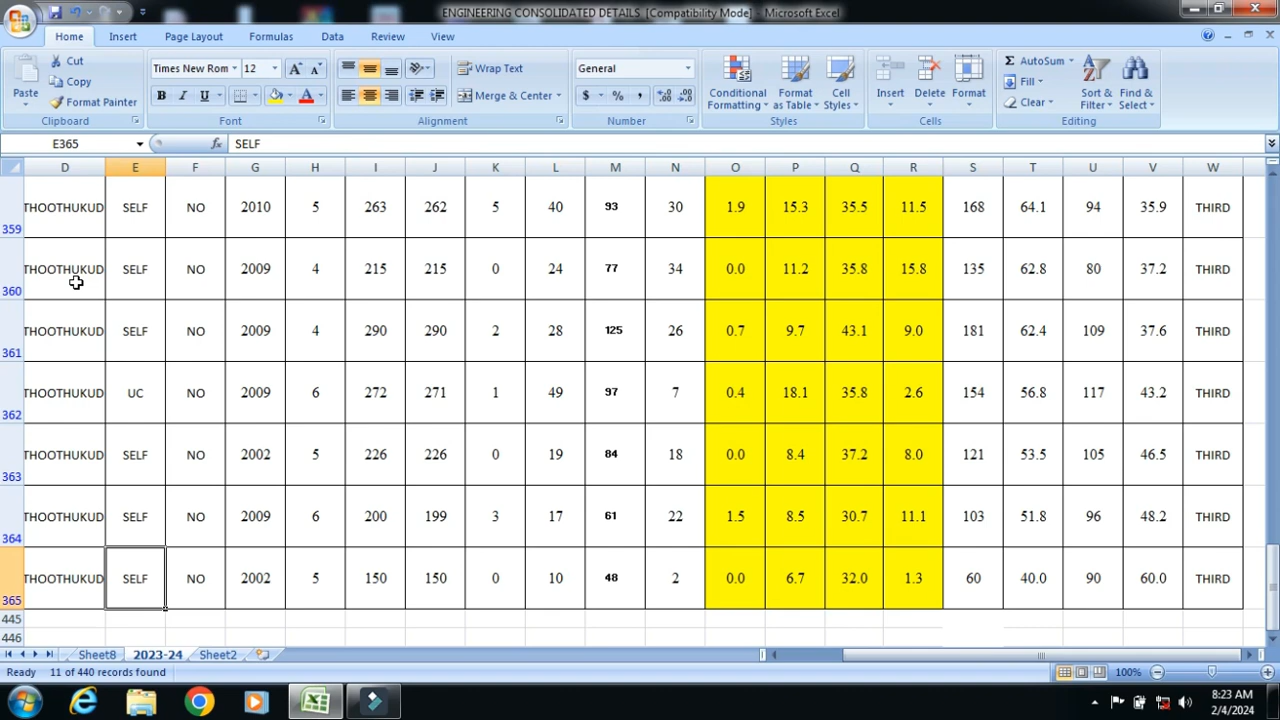 ENGINEERING CONSOLIDATED DETAILS [Compatibility Mode] - Microsoft Excel
Home Insert Page Layout Formulas Data Review View
Paste Cut Copy Format Painter Clipboard
Times New Rom 12 B I U A Font
Wrap Text Merge & Center Alignment
General $ % , Number
Conditional Formatting Format as Table Cell Styles Styles
Insert Delete Format Cells
Σ AutoSum Fill Clear Sort & Filter Find & Select Editing
E365 fx SELF
D E F G H I J K L M N O P Q R S T U V W
359 THOOTHUKUD SELF NO 2010 5 263 262 5 40 93 30 1.9 15.3 35.5 11.5 168 64.1 94 35.9 THIRD
360 THOOTHUKUD SELF NO 2009 4 215 215 0 24 77 34 0.0 11.2 35.8 15.8 135 62.8 80 37.2 THIRD
361 THOOTHUKUD SELF NO 2009 4 290 290 2 28 125 26 0.7 9.7 43.1 9.0 181 62.4 109 37.6 THIRD
362 THOOTHUKUD UC NO 2009 6 272 271 1 49 97 7 0.4 18.1 35.8 2.6 154 56.8 117 43.2 THIRD
363 THOOTHUKUD SELF NO 2002 5 226 226 0 19 84 18 0.0 8.4 37.2 8.0 121 53.5 105 46.5 THIRD
364 THOOTHUKUD SELF NO 2009 6 200 199 3 17 61 22 1.5 8.5 30.7 11.1 103 51.8 96 48.2 THIRD
365 THOOTHUKUD SELF NO 2002 5 150 150 0 10 48 2 0.0 6.7 32.0 1.3 60 40.0 90 60.0 THIRD
445
446
Sheet8 2023-24 Sheet2
Ready 11 of 440 records found 100%
8:23 AM
2/4/2024